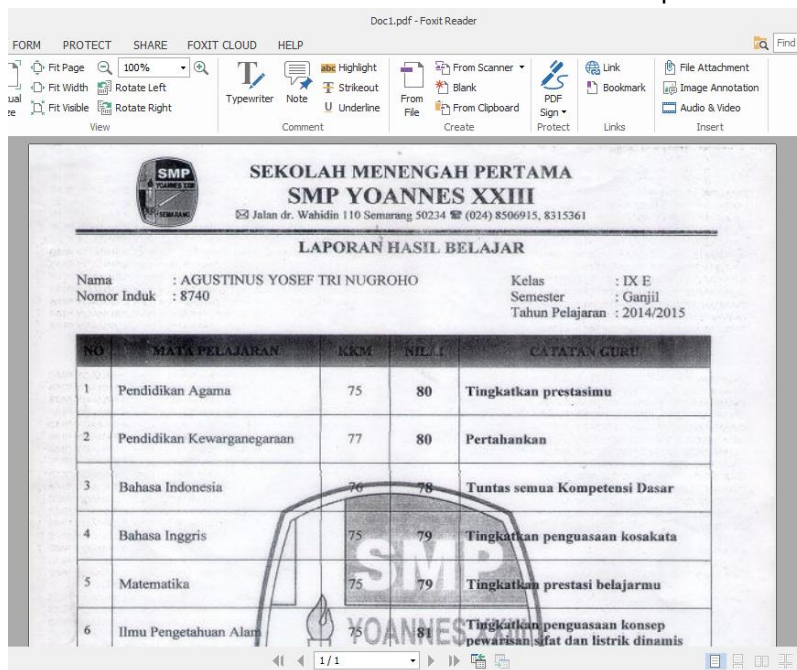 Doc1.pdf - Foxit Reader
FORM PROTECT SHARE FOXIT CLOUD HELP
Find
Fit Page 100% Highlight From Scanner Link File Attachment
Fit Width Rotate Left Strikeout Blank Bookmark Image Annotation
Fit Visible Rotate Right Typewriter Note Underline From File From Clipboard PDF Sign Audio & Video
View Comment Create Protect Links Insert
SMP
YOANNES XXIII
SEMARANG
SEKOLAH MENENGAH PERTAMA
SMP YOANNES XXIII
Jalan dr. Wahidin 110 Semarang 50234 (024) 8506915, 8315361
LAPORAN HASIL BELAJAR
Nama : AGUSTINUS YOSEF TRI NUGROHO Kelas : IX E
Nomor Induk : 8740 Semester : Ganjil
Tahun Pelajaran : 2014/2015
NO MATA PELAJARAN KKM NILAI CATATAN GURU
1 Pendidikan Agama 75 80 Tingkatkan prestasimu
2 Pendidikan Kewarganegaraan 77 80 Pertahankan
3 Bahasa Indonesia 76 78 Tuntas semua Kompetensi Dasar
4 Bahasa Inggris 75 79 Tingkatkan penguasaan kosakata
5 Matematika 75 79 Tingkatkan prestasi belajarmu
6 Ilmu Pengetahuan Alam 75 81 Tingkatkan penguasaan konsep
pewarisan sifat dan listrik dinamis
SMP
YOANNES XXIII
1 / 1